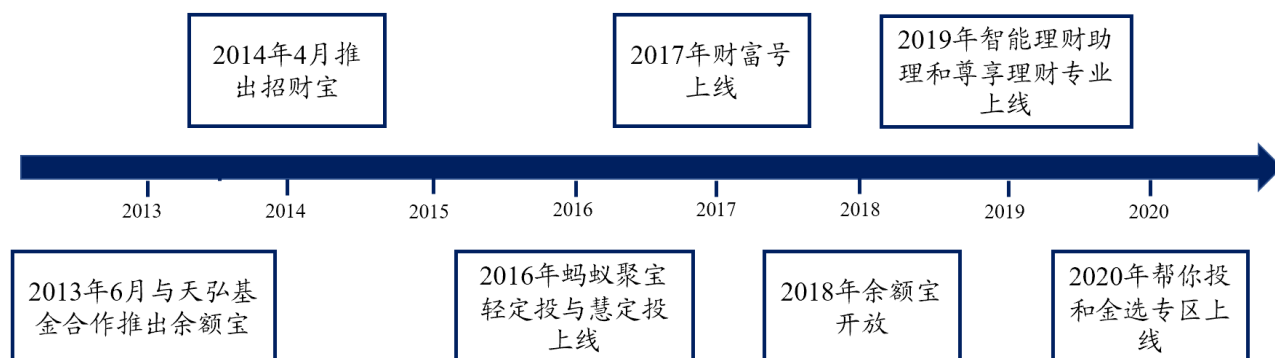 2014年4月推
出招财宝
2017年财富号
上线
2019年智能理财助
理和尊享理财专业
上线
2013
2014
2015
2016
2017
2018
2019
2020
2013年6月与天弘基
金合作推出余额宝
2016年蚂蚁聚宝
轻定投与慧定投
上线
2018年余额宝
开放
2020年帮你投
和金选专区上
线